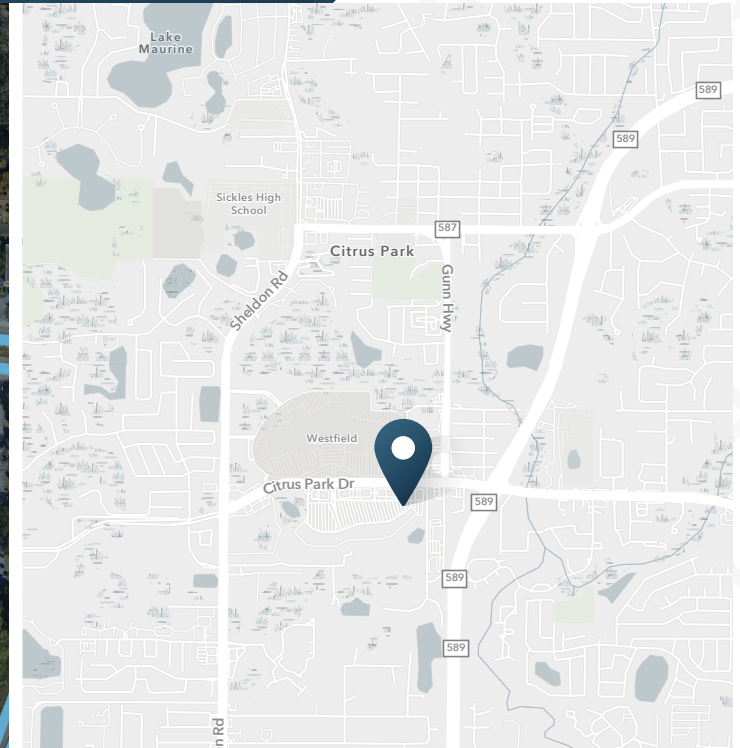 Lake
Maurine
589
589
Sickles High
School
587
Citrus Park
Sheldon Rd
Gunn Hwy
Westfield
Citrus Park Dr
589
589
589
n Rd